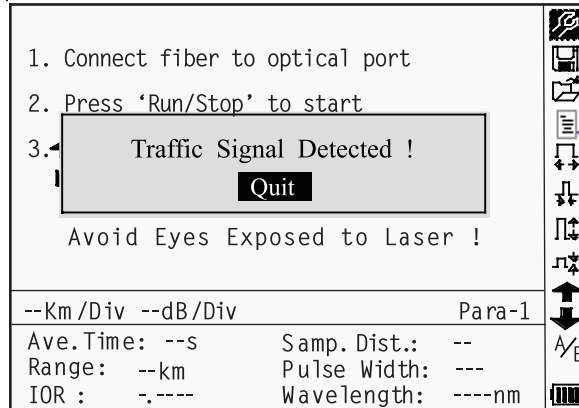 1. Connect fiber to optical port
2. Press ‘Run/Stop’ to start
3.
Traffic Signal Detected !
Quit
Avoid Eyes Exposed to Laser !
--Km/Div --dB/Div Para-1
Ave.Time: --s Samp.Dist.: --
Range: --km Pulse Width: ---
IOR : -.---- Wavelength: ----nm
A/B